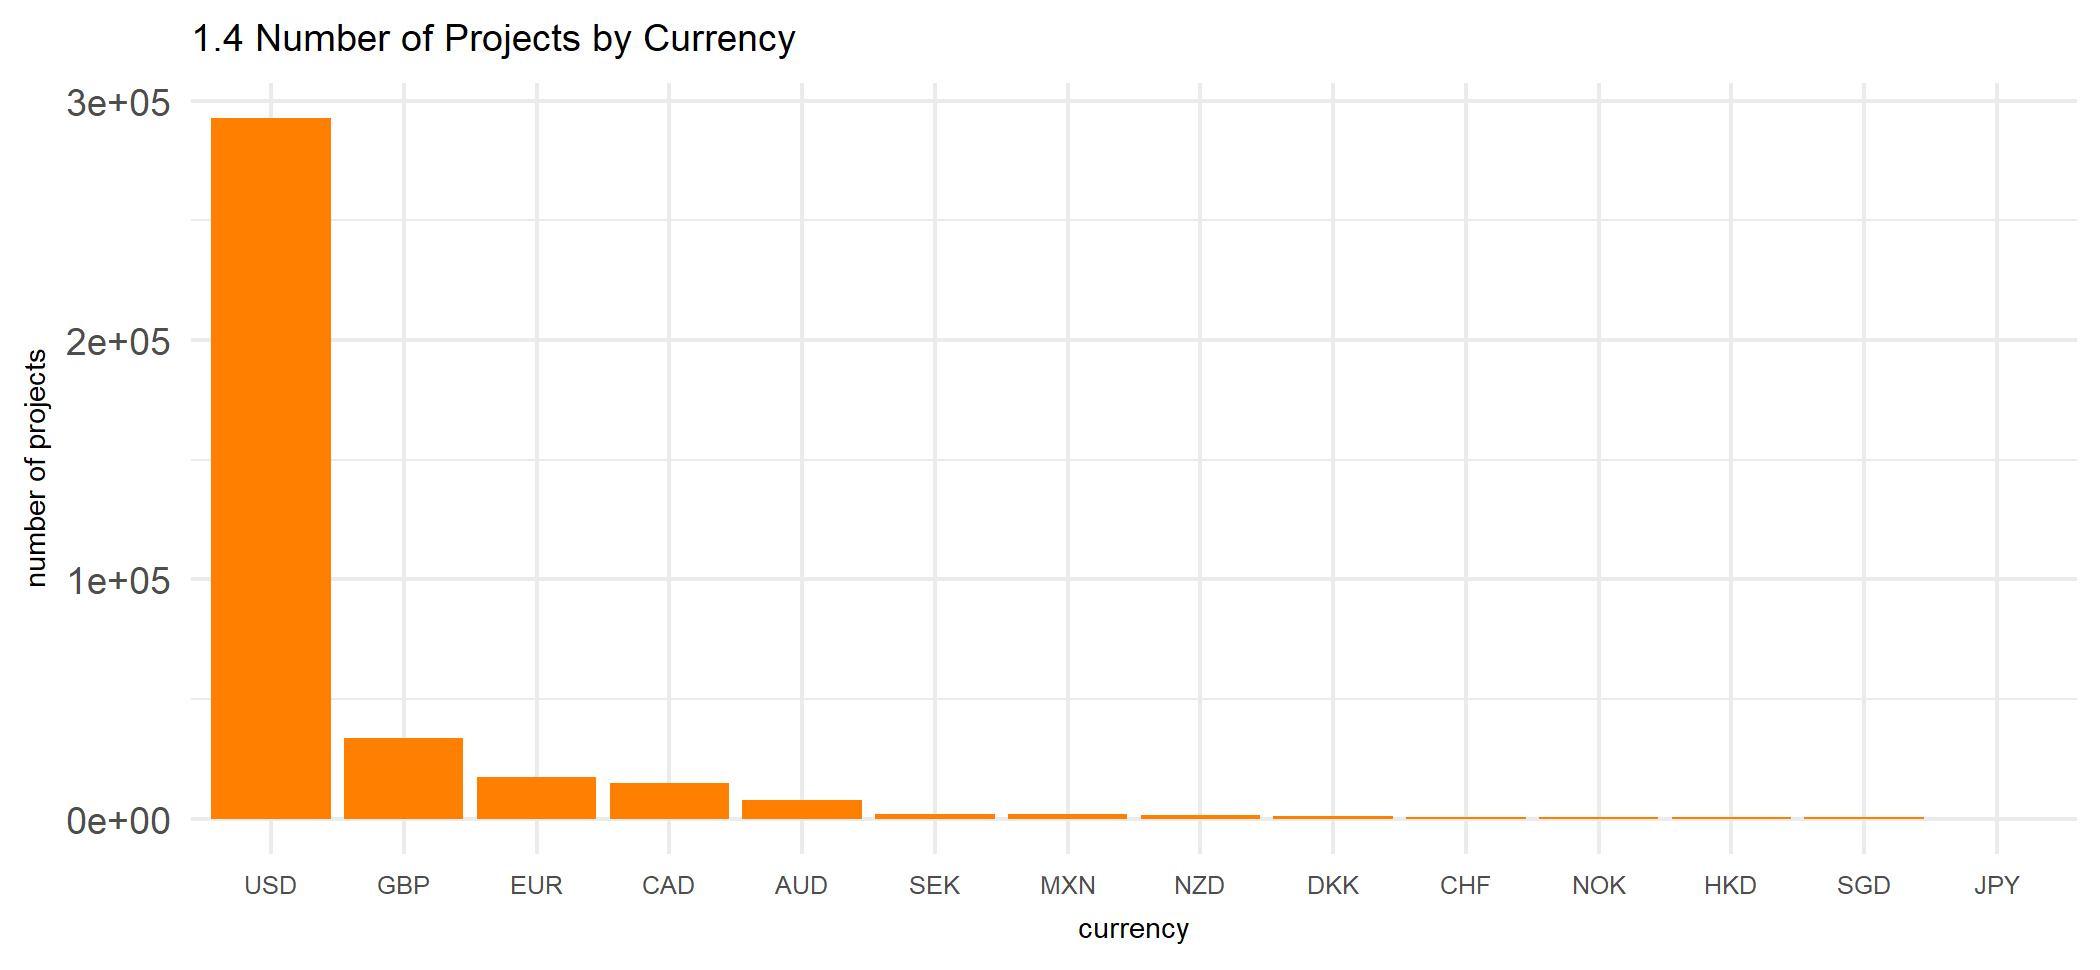 1.4 Number of Projects by Currency
3e+05
2e+05
1e+05
0e+00
number of projects
USD GBP EUR CAD AUD SEK MXN NZD DKK CHF NOK HKD SGD JPY
currency